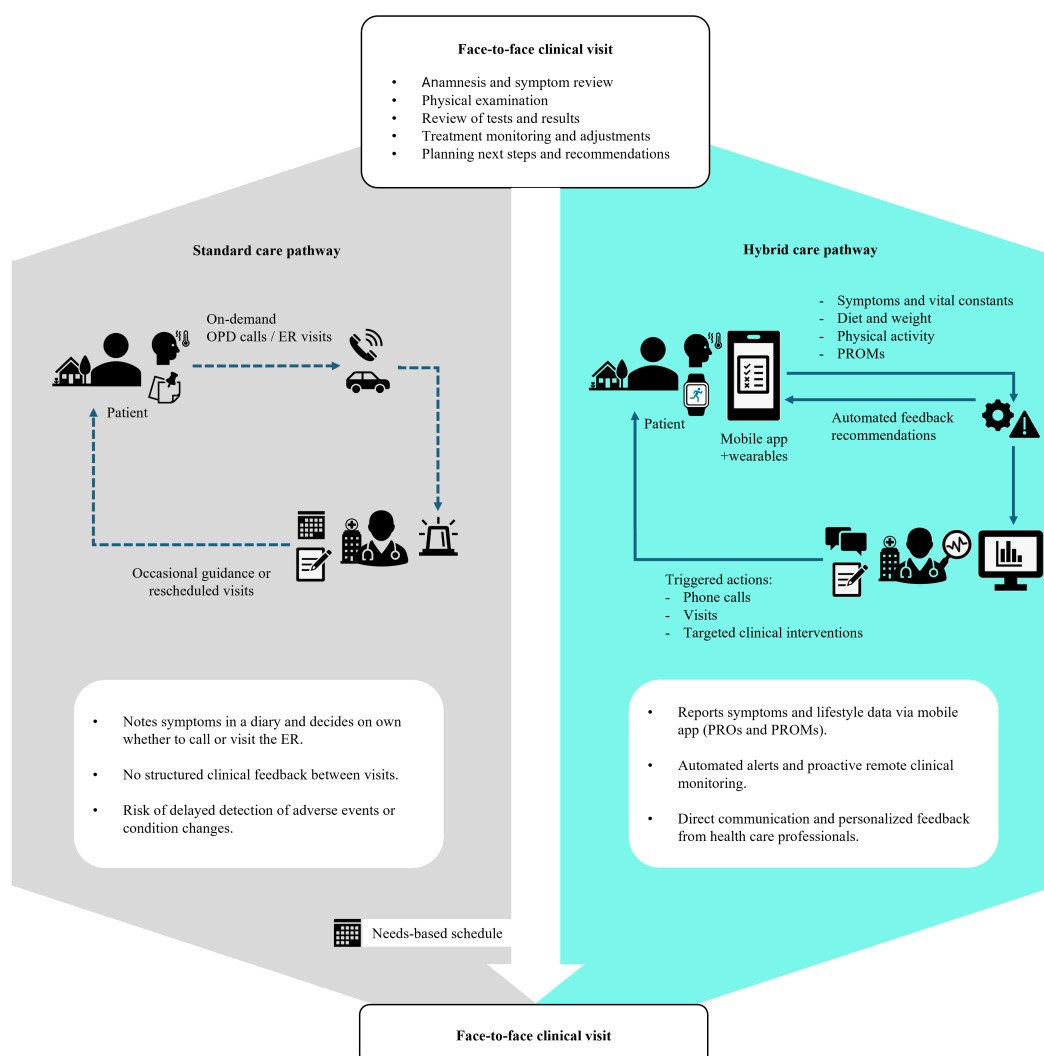 Face-to-face clinical visit
• Anamnesis and symptom review
• Physical examination
• Review of tests and results
• Treatment monitoring and adjustments
• Planning next steps and recommendations
Standard care pathway
On-demand
OPD calls / ER visits
Patient
Occasional guidance or
rescheduled visits
• Notes symptoms in a diary and decides on own
whether to call or visit the ER.
• No structured clinical feedback between visits.
• Risk of delayed detection of adverse events or
condition changes.
Hybrid care pathway
- Symptoms and vital constants
- Diet and weight
- Physical activity
- PROMs
Patient
Mobile app
+wearables
Automated feedback
recommendations
Triggered actions:
- Phone calls
- Visits
- Targeted clinical interventions
• Reports symptoms and lifestyle data via mobile
app (PROs and PROMs).
• Automated alerts and proactive remote clinical
monitoring.
• Direct communication and personalized feedback
from health care professionals.
Needs-based schedule
Face-to-face clinical visit